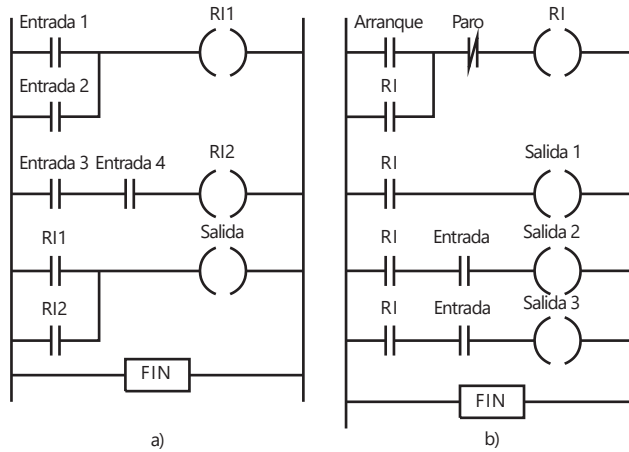 Entrada 1
RI1
Entrada 2
Entrada 3 Entrada 4
RI2
RI1
Salida
RI2
FIN
a)
Arranque
Paro
RI
RI
RI
Salida 1
RI
Entrada
Salida 2
RI
Entrada
Salida 3
FIN
b)